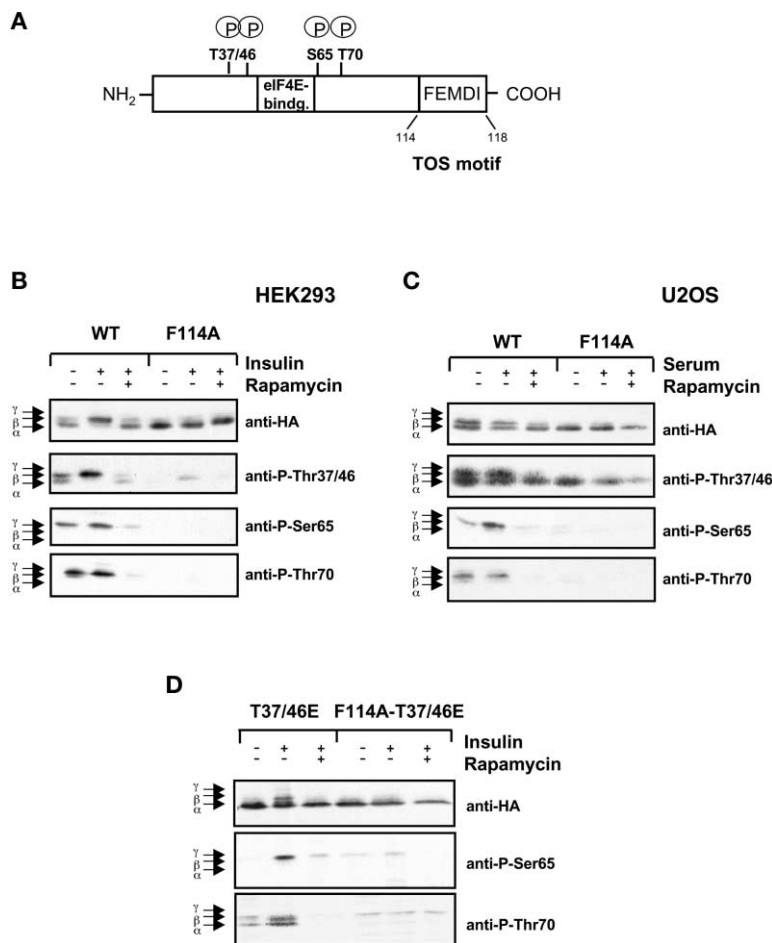 A
P P P P
T37/46 S65 T70
NH2 eIF4E-bindg. FEMDI COOH
114 118
TOS motif
B
HEK293
WT F114A
- + + - + + Insulin
- - + - - + Rapamycin
γ
β
α
anti-HA
γ
β
α
anti-P-Thr37/46
γ
β
α
anti-P-Ser65
γ
β
α
anti-P-Thr70
C
U2OS
WT F114A
- + + - + + Serum
- - + - - + Rapamycin
γ
β
α
anti-HA
γ
β
α
anti-P-Thr37/46
γ
β
α
anti-P-Ser65
γ
β
α
anti-P-Thr70
D
T37/46E F114A-T37/46E
- + + - + + Insulin
- - + - - + Rapamycin
γ
β
α
anti-HA
γ
β
α
anti-P-Ser65
γ
β
α
anti-P-Thr70